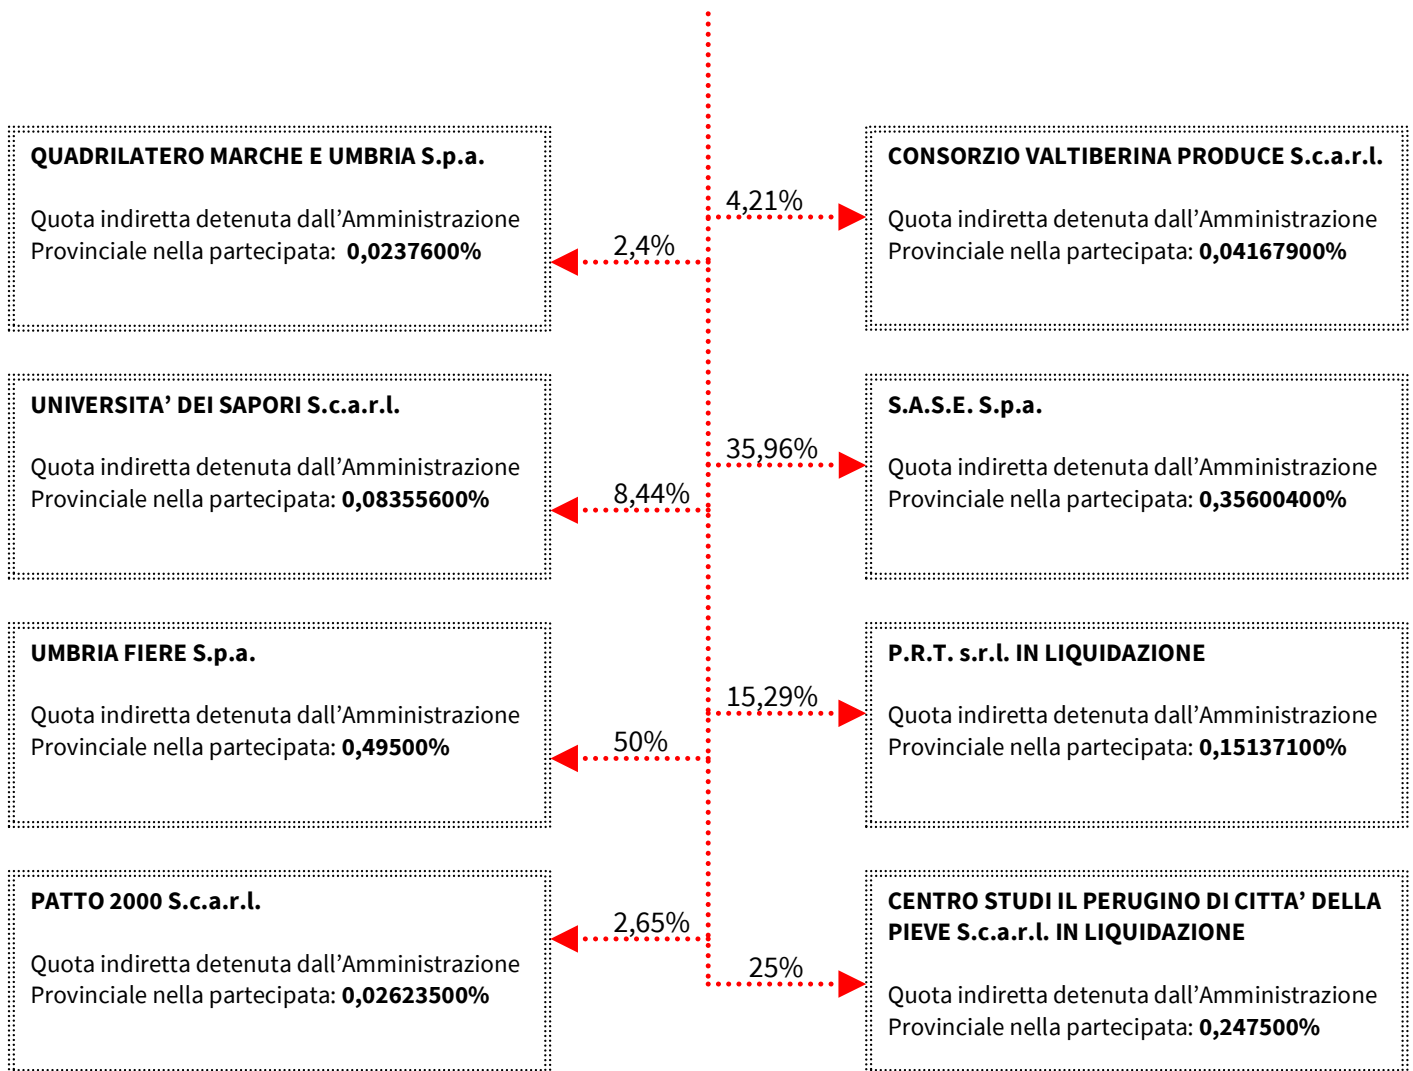 QUADRILATERO MARCHE E UMBRIA S.p.a.
Quota indiretta detenuta dall’Amministrazione
Provinciale nella partecipata:  0,0237600%
2,4%
4,21%
CONSORZIO VALTIBERINA PRODUCE S.c.a.r.l.
Quota indiretta detenuta dall’Amministrazione
Provinciale nella partecipata: 0,04167900%
UNIVERSITA’ DEI SAPORI S.c.a.r.l.
Quota indiretta detenuta dall’Amministrazione
Provinciale nella partecipata: 0,08355600%
8,44%
35,96%
S.A.S.E. S.p.a.
Quota indiretta detenuta dall’Amministrazione
Provinciale nella partecipata: 0,35600400%
UMBRIA FIERE S.p.a.
Quota indiretta detenuta dall’Amministrazione
Provinciale nella partecipata: 0,49500%
50%
15,29%
P.R.T. s.r.l. IN LIQUIDAZIONE
Quota indiretta detenuta dall’Amministrazione
Provinciale nella partecipata: 0,15137100%
PATTO 2000 S.c.a.r.l.
Quota indiretta detenuta dall’Amministrazione
Provinciale nella partecipata: 0,02623500%
2,65%
25%
CENTRO STUDI IL PERUGINO DI CITTA’ DELLA
PIEVE S.c.a.r.l. IN LIQUIDAZIONE
Quota indiretta detenuta dall’Amministrazione
Provinciale nella partecipata: 0,247500%